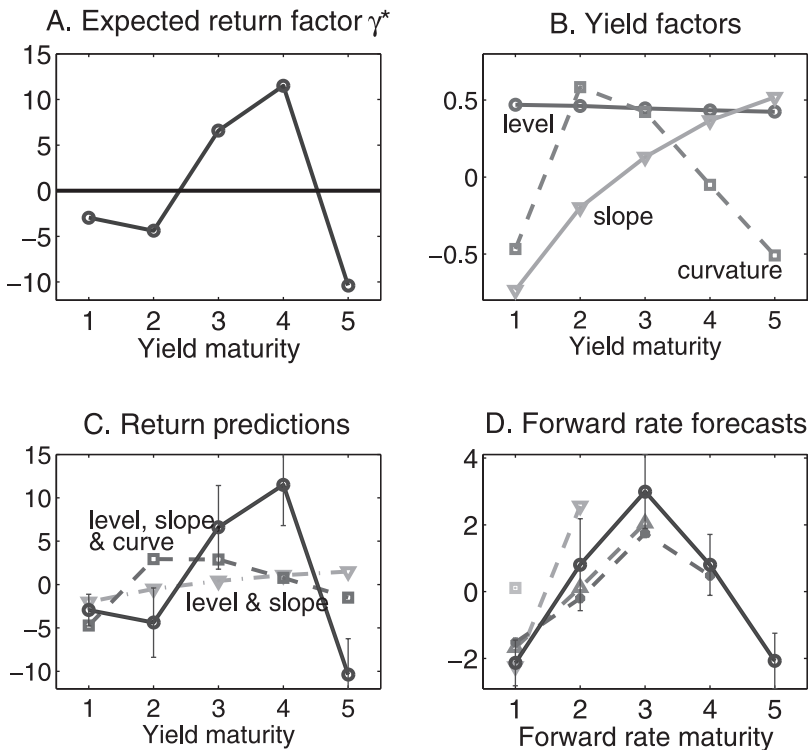 A. Expected return factor γ*
15
10
5
0
−5
−10
1 2 3 4 5
Yield maturity
B. Yield factors
0.5
0
−0.5
level
slope
curvature
1 2 3 4 5
Yield maturity
C. Return predictions
15
10
5
0
−5
−10
level, slope
& curve
level & slope
1 2 3 4 5
Yield maturity
D. Forward rate forecasts
4
2
0
−2
1 2 3 4 5
Forward rate maturity